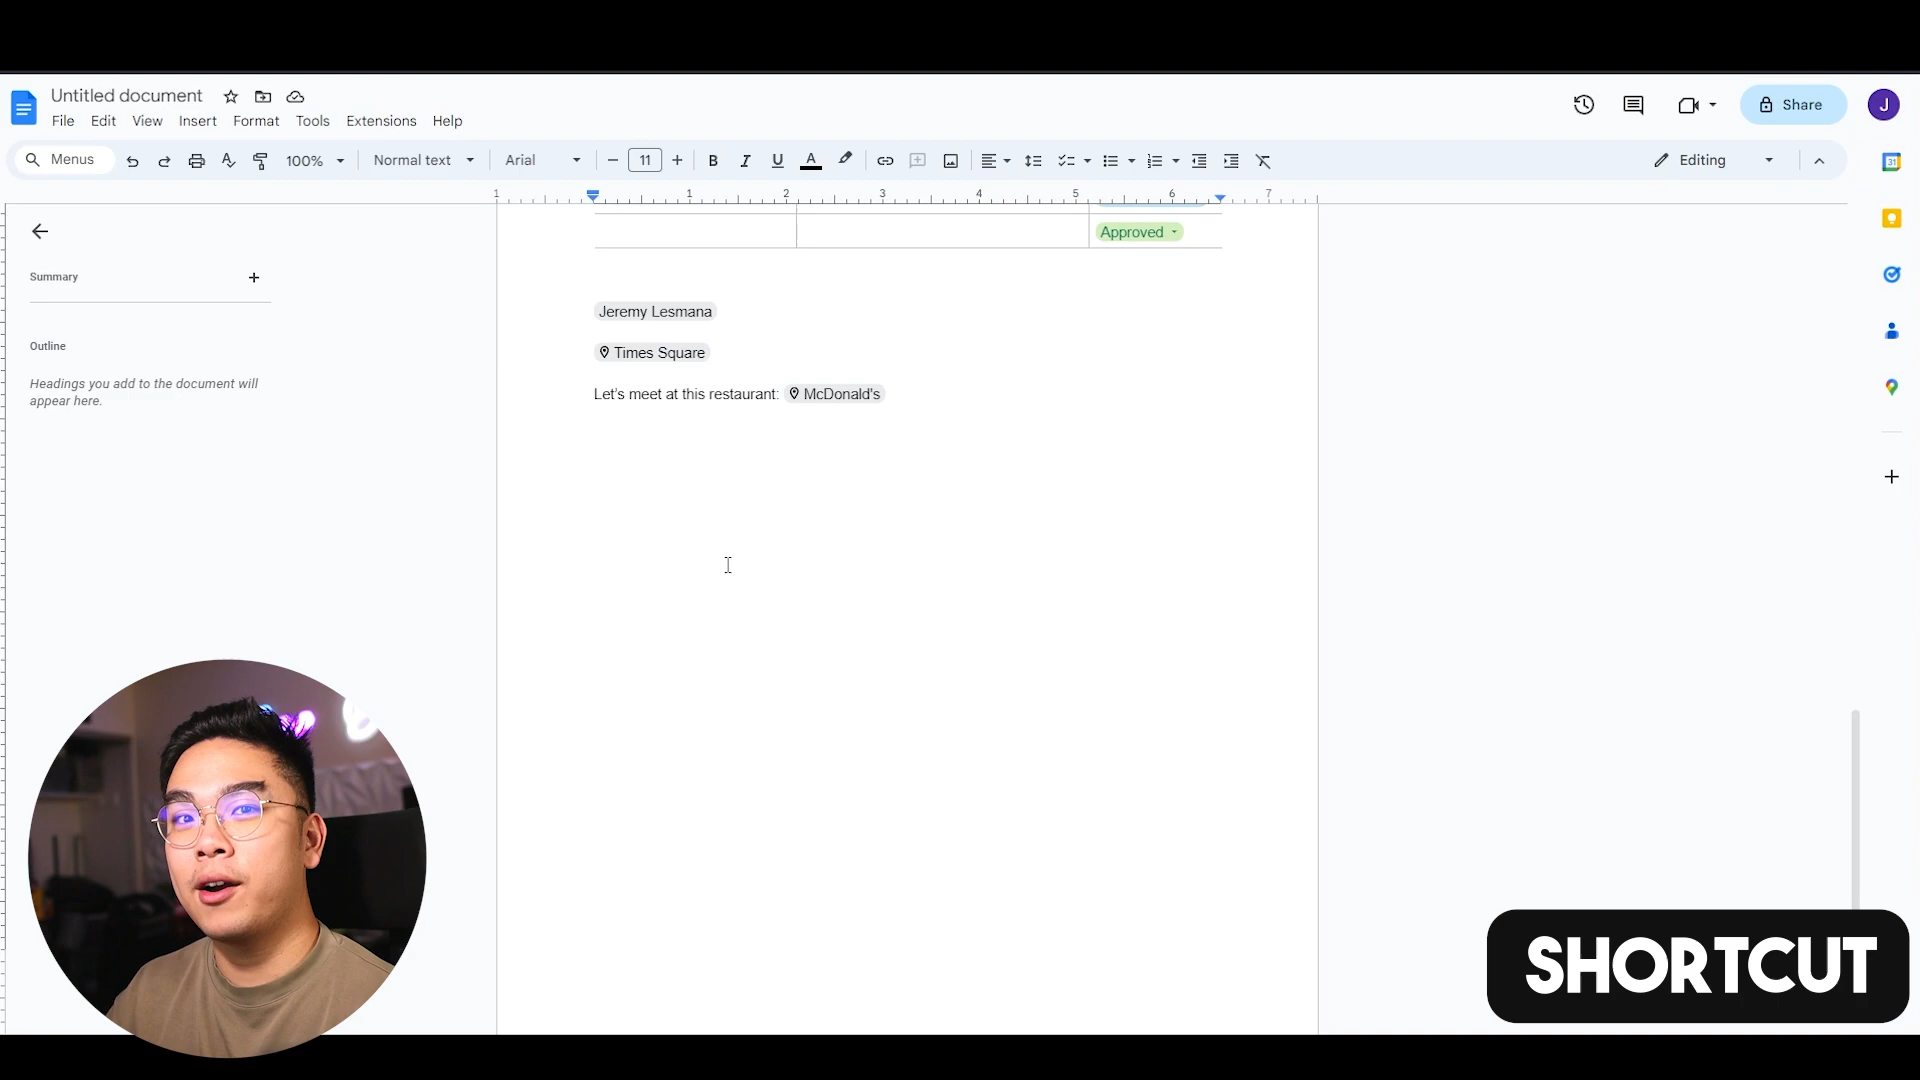 Untitled document
File Edit View Insert Format Tools Extensions Help
Share
J
Menus
100%
Normal text
Arial
11
B I U A
Editing
31
1 1 2 3 4 5 6 7
Approved
Summary
Jeremy Lesmana
Outline
Times Square
Headings you add to the document will
appear here.
Let's meet at this restaurant: McDonald's
SHORTCUT